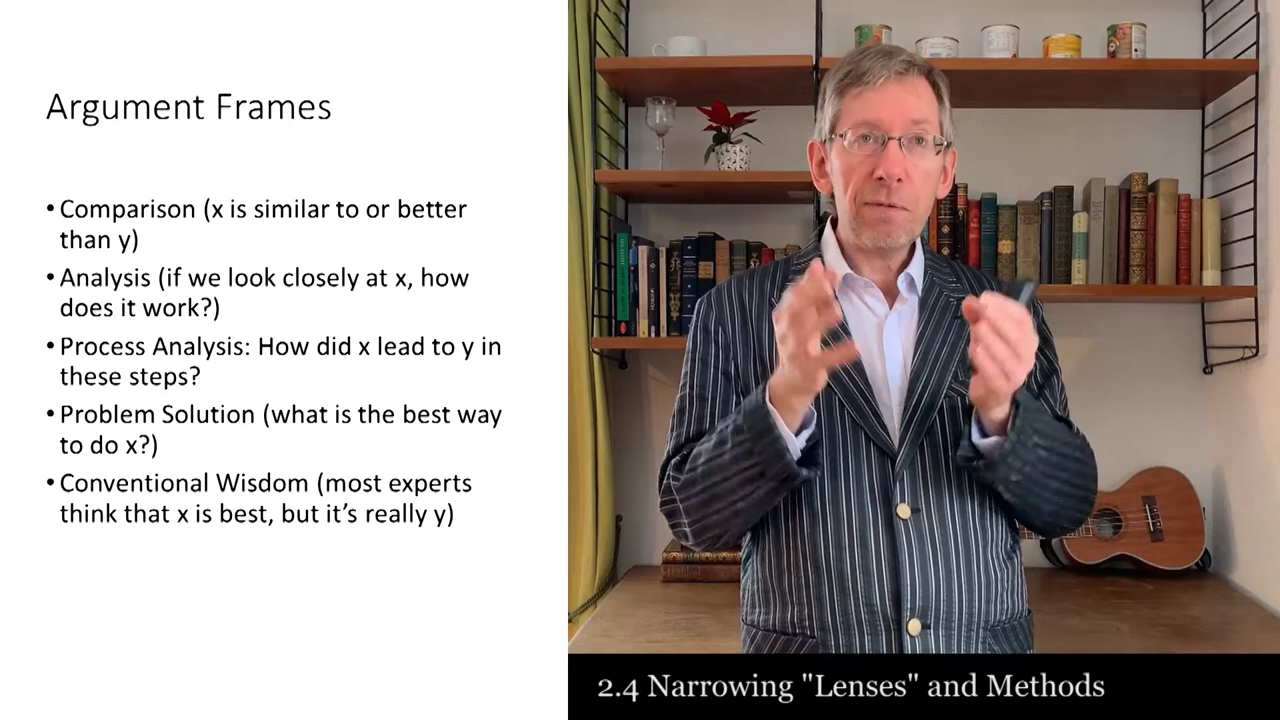 Argument Frames
• Comparison (x is similar to or better
than y)
• Analysis (if we look closely at x, how
does it work?)
• Process Analysis: How did x lead to y in
these steps?
• Problem Solution (what is the best way
to do x?)
• Conventional Wisdom (most experts
think that x is best, but it's really y)
2.4 Narrowing "Lenses" and Methods